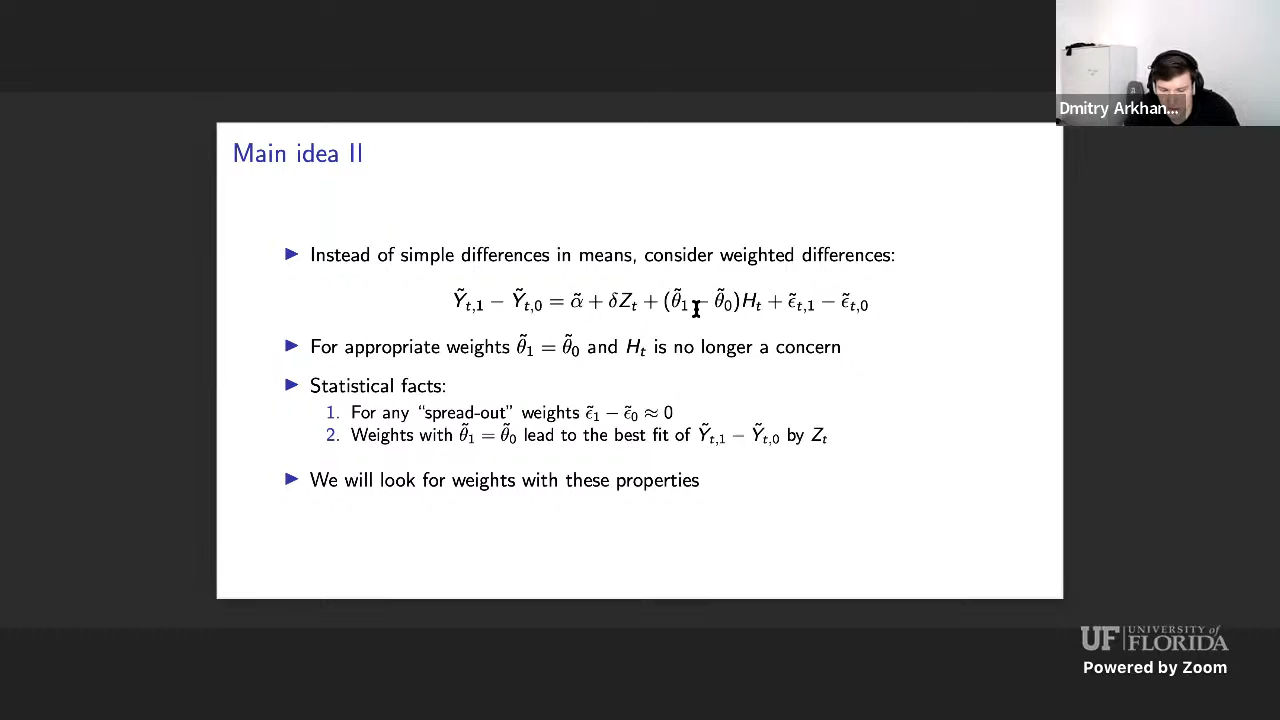 Dmitry Arkhan...
Main idea II
▶ Instead of simple differences in means, consider weighted differences:
Ỹ_{t,1} − Ỹ_{t,0} = α̃ + δZ_t + (θ̃_1 − θ̃_0)H_t + ε̃_{t,1} − ε̃_{t,0}
▶ For appropriate weights θ̃_1 = θ̃_0 and H_t is no longer a concern
▶ Statistical facts:
1. For any “spread-out” weights ε̃_1 − ε̃_0 ≈ 0
2. Weights with θ̃_1 = θ̃_0 lead to the best fit of Ỹ_{t,1} − Ỹ_{t,0} by Z_t
▶ We will look for weights with these properties
UF UNIVERSITY of
FLORIDA
Powered by Zoom